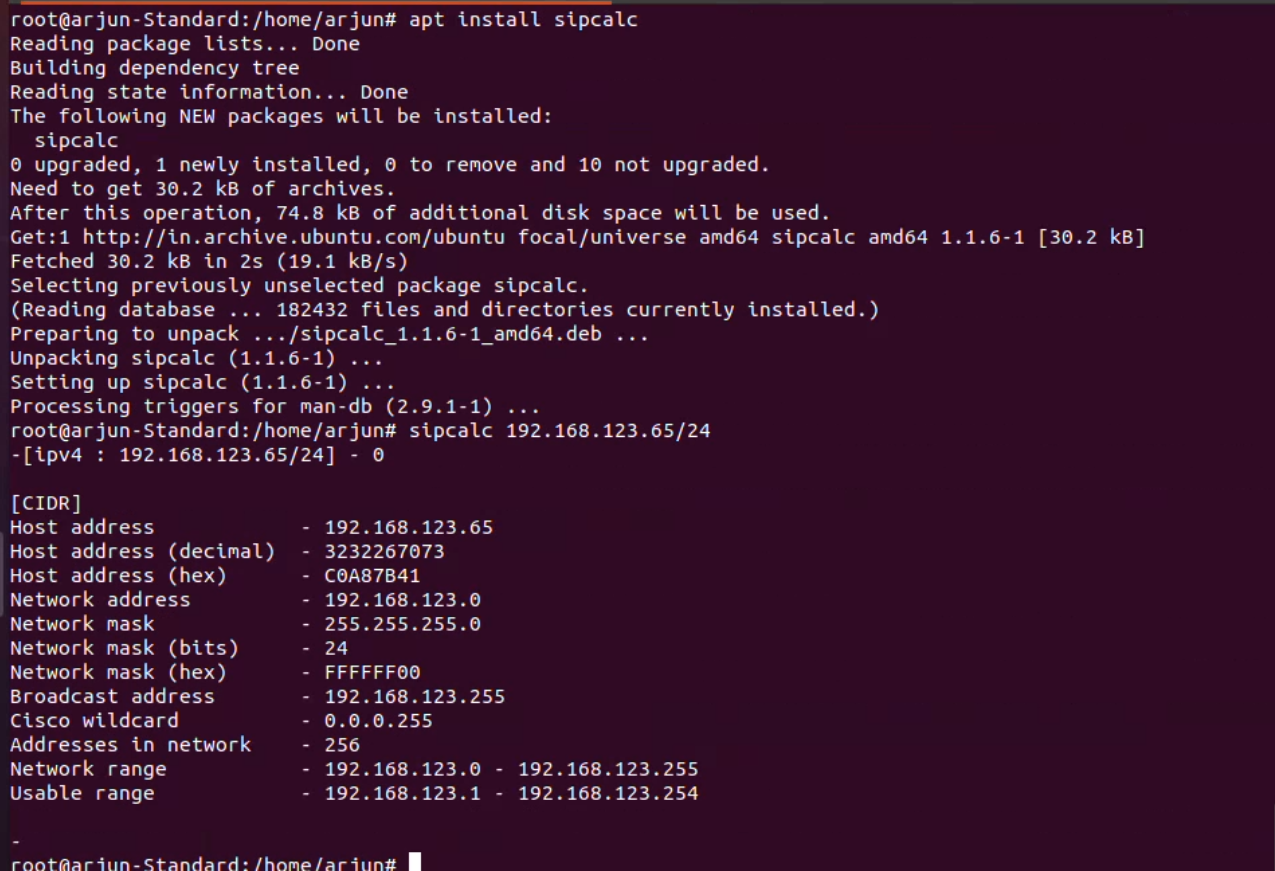 root@arjun-Standard:/home/arjun# apt install sipcalc
Reading package lists... Done
Building dependency tree
Reading state information... Done
The following NEW packages will be installed:
  sipcalc
0 upgraded, 1 newly installed, 0 to remove and 10 not upgraded.
Need to get 30.2 kB of archives.
After this operation, 74.8 kB of additional disk space will be used.
Get:1 http://in.archive.ubuntu.com/ubuntu focal/universe amd64 sipcalc amd64 1.1.6-1 [30.2 kB]
Fetched 30.2 kB in 2s (19.1 kB/s)
Selecting previously unselected package sipcalc.
(Reading database ... 182432 files and directories currently installed.)
Preparing to unpack .../sipcalc_1.1.6-1_amd64.deb ...
Unpacking sipcalc (1.1.6-1) ...
Setting up sipcalc (1.1.6-1) ...
Processing triggers for man-db (2.9.1-1) ...
root@arjun-Standard:/home/arjun# sipcalc 192.168.123.65/24
-[ipv4 : 192.168.123.65/24] - 0

[CIDR]
Host address            - 192.168.123.65
Host address (decimal)  - 3232267073
Host address (hex)      - C0A87B41
Network address         - 192.168.123.0
Network mask            - 255.255.255.0
Network mask (bits)     - 24
Network mask (hex)      - FFFFFF00
Broadcast address       - 192.168.123.255
Cisco wildcard          - 0.0.0.255
Addresses in network    - 256
Network range           - 192.168.123.0 - 192.168.123.255
Usable range            - 192.168.123.1 - 192.168.123.254

-
root@arjun-Standard:/home/arjun#